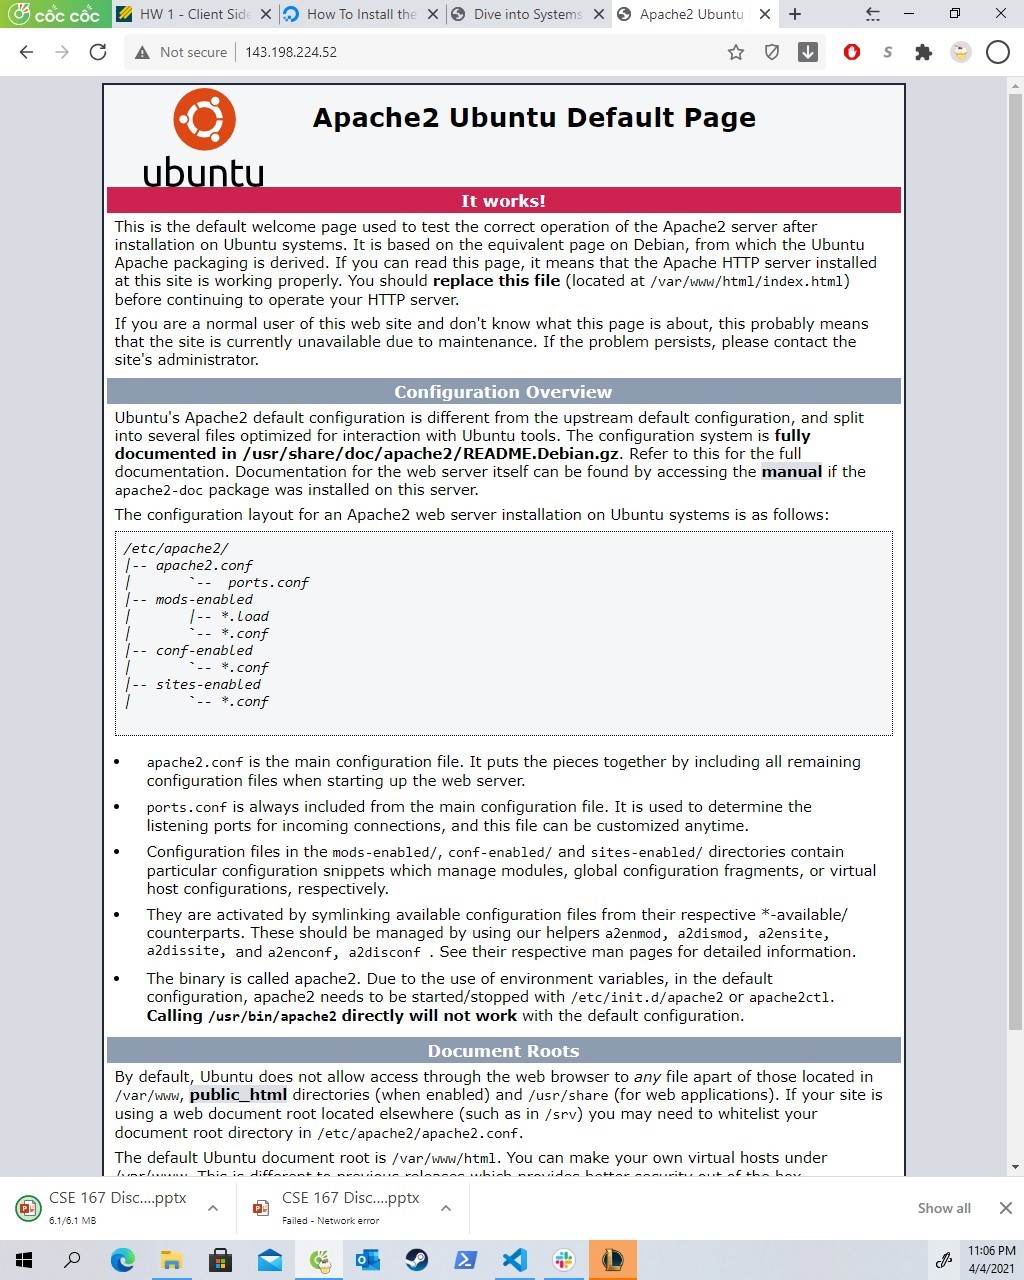 cốc cốc
HW 1 - Client Side
How To Install the
Dive into Systems
Apache2 Ubuntu
Not secure
143.198.224.52
ubuntu
Apache2 Ubuntu Default Page
It works!
This is the default welcome page used to test the correct operation of the Apache2 server after
installation on Ubuntu systems. It is based on the equivalent page on Debian, from which the Ubuntu
Apache packaging is derived. If you can read this page, it means that the Apache HTTP server installed
at this site is working properly. You should replace this file (located at /var/www/html/index.html)
before continuing to operate your HTTP server.
If you are a normal user of this web site and don't know what this page is about, this probably means
that the site is currently unavailable due to maintenance. If the problem persists, please contact the
site's administrator.
Configuration Overview
Ubuntu's Apache2 default configuration is different from the upstream default configuration, and split
into several files optimized for interaction with Ubuntu tools. The configuration system is fully
documented in /usr/share/doc/apache2/README.Debian.gz. Refer to this for the full
documentation. Documentation for the web server itself can be found by accessing the manual if the
apache2-doc package was installed on this server.
The configuration layout for an Apache2 web server installation on Ubuntu systems is as follows:
/etc/apache2/
|-- apache2.conf
|       `--  ports.conf
|-- mods-enabled
|       |-- *.load
|       `-- *.conf
|-- conf-enabled
|       `-- *.conf
|-- sites-enabled
|       `-- *.conf
• apache2.conf is the main configuration file. It puts the pieces together by including all remaining
configuration files when starting up the web server.
• ports.conf is always included from the main configuration file. It is used to determine the
listening ports for incoming connections, and this file can be customized anytime.
• Configuration files in the mods-enabled/, conf-enabled/ and sites-enabled/ directories contain
particular configuration snippets which manage modules, global configuration fragments, or virtual
host configurations, respectively.
• They are activated by symlinking available configuration files from their respective *-available/
counterparts. These should be managed by using our helpers a2enmod, a2dismod, a2ensite,
a2dissite, and a2enconf, a2disconf . See their respective man pages for detailed information.
• The binary is called apache2. Due to the use of environment variables, in the default
configuration, apache2 needs to be started/stopped with /etc/init.d/apache2 or apache2ctl.
Calling /usr/bin/apache2 directly will not work with the default configuration.
Document Roots
By default, Ubuntu does not allow access through the web browser to any file apart of those located in
/var/www, public_html directories (when enabled) and /usr/share (for web applications). If your site is
using a web document root located elsewhere (such as in /srv) you may need to whitelist your
document root directory in /etc/apache2/apache2.conf.
The default Ubuntu document root is /var/www/html. You can make your own virtual hosts under
/var/www. This is different to previous releases which provides better security out of the box.
CSE 167 Disc....pptx
6.1/6.1 MB
CSE 167 Disc....pptx
Failed - Network error
Show all
11:06 PM
4/4/2021